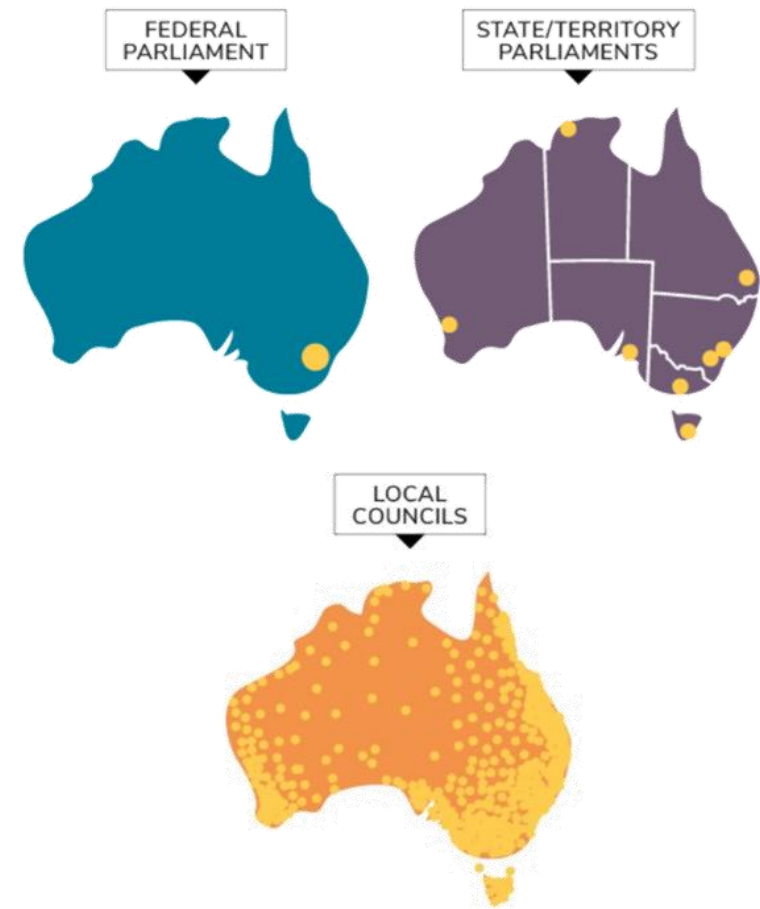 FEDERAL
PARLIAMENT
STATE/TERRITORY
PARLIAMENTS
LOCAL
COUNCILS